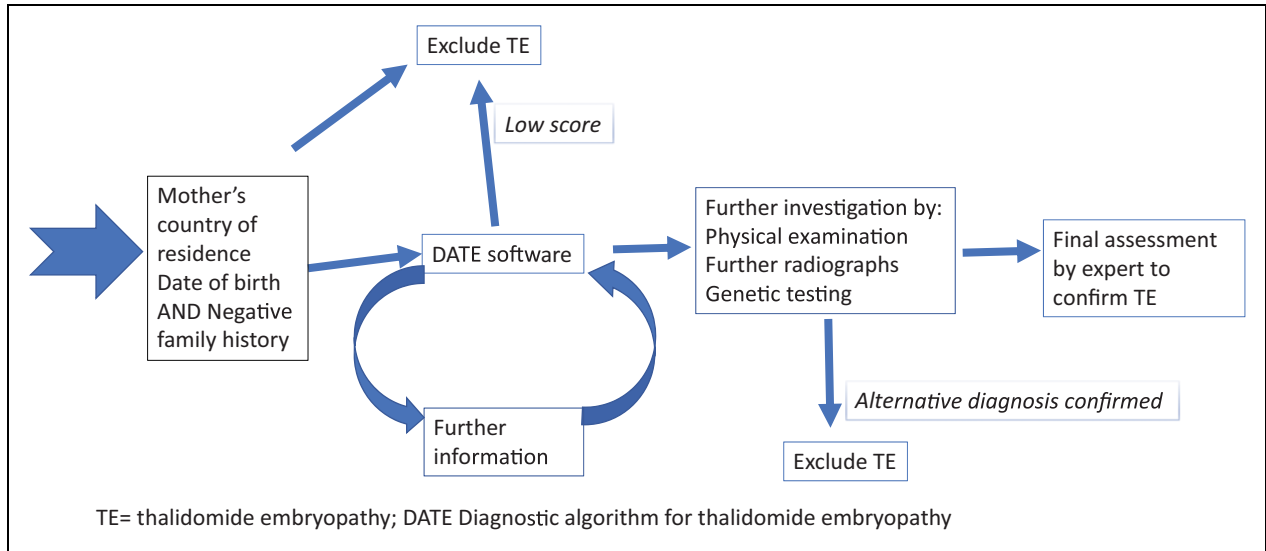 Exclude TE
Low score
Mother’s
country of
residence
Date of birth
AND Negative
family history
DATE software
Further
information
Further investigation by:
Physical examination
Further radiographs
Genetic testing
Final assessment
by expert to
confirm TE
Alternative diagnosis confirmed
Exclude TE
TE= thalidomide embryopathy; DATE Diagnostic algorithm for thalidomide embryopathy